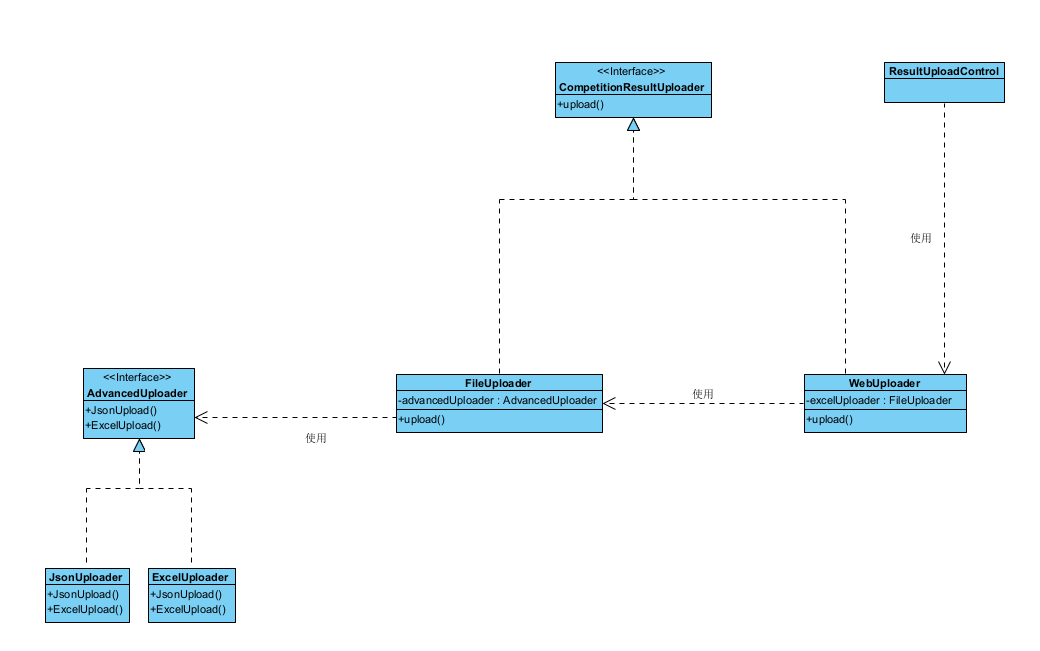 <<Interface>>
CompetitionResultUploader
+upload()
ResultUploadControl
使用
<<Interface>>
AdvancedUploader
+JsonUpload()
+ExcelUpload()
使用
FileUploader
-advancedUploader : AdvancedUploader
+upload()
使用
WebUploader
-excelUploader : FileUploader
+upload()
JsonUploader
+JsonUpload()
+ExcelUpload()
ExcelUploader
+JsonUpload()
+ExcelUpload()